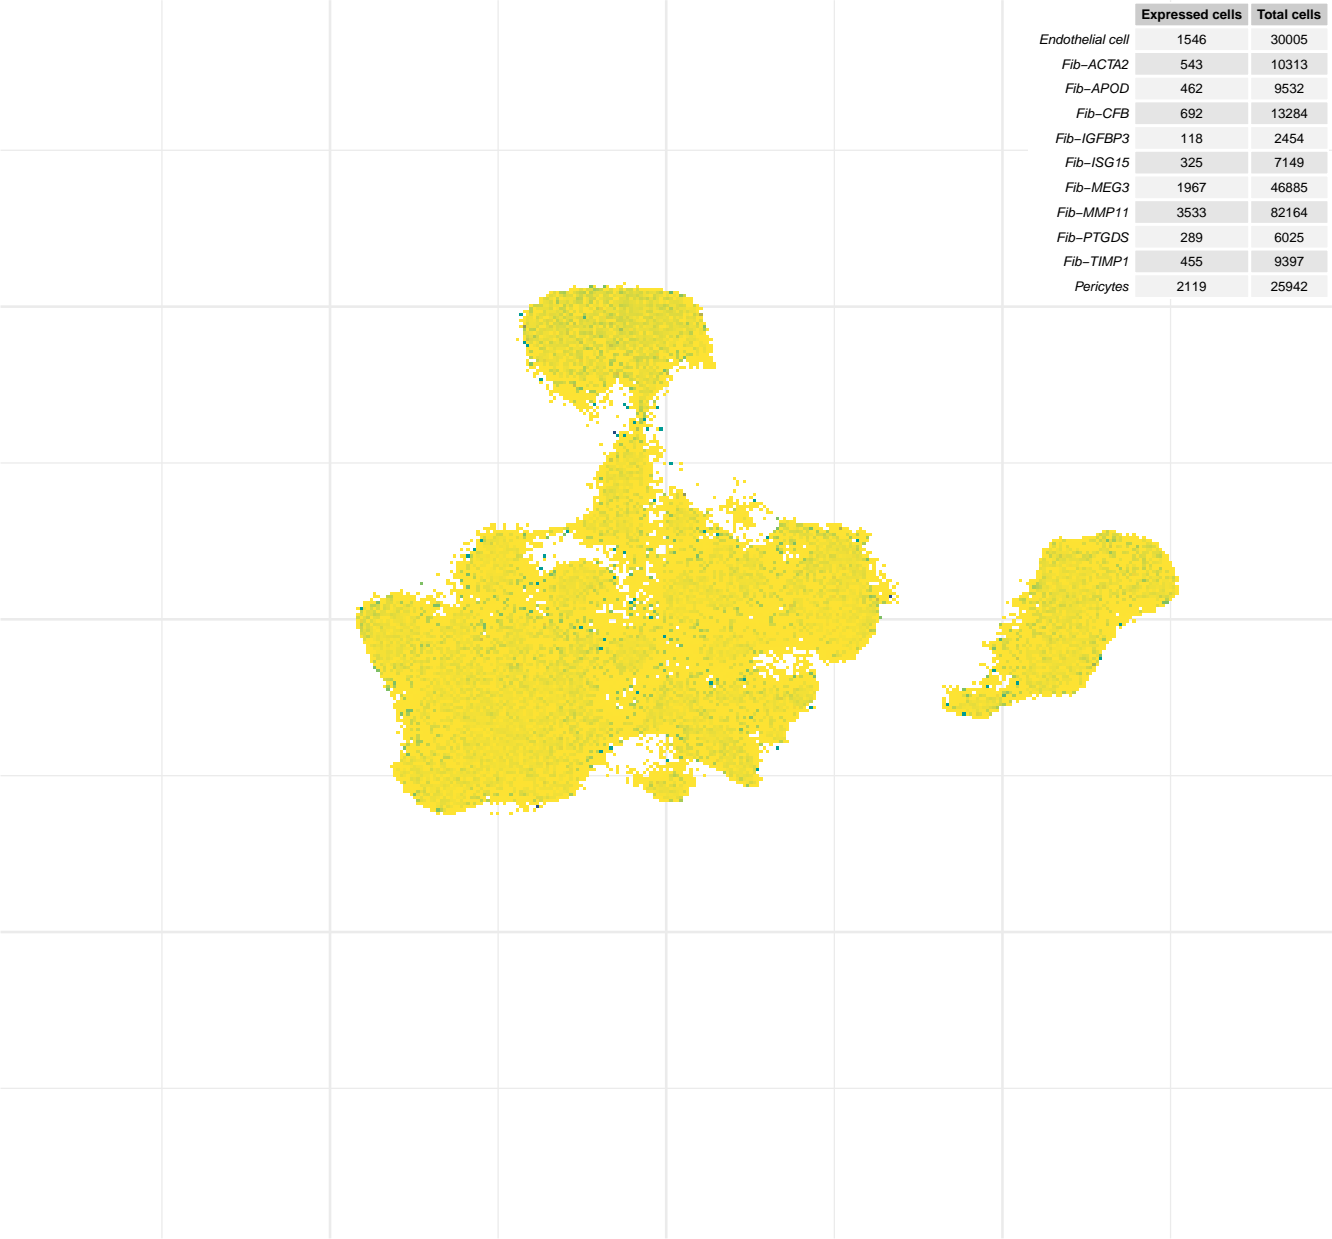 Expressed cells Total cells
Endothelial cell 1546 30005
Fib−ACTA2 543 10313
Fib−APOD 462 9532
Fib−CFB 692 13284
Fib−IGFBP3 118 2454
Fib−ISG15 325 7149
Fib−MEG3 1967 46885
Fib−MMP11 3533 82164
Fib−PTGDS 289 6025
Fib−TIMP1 455 9397
Pericytes 2119 25942